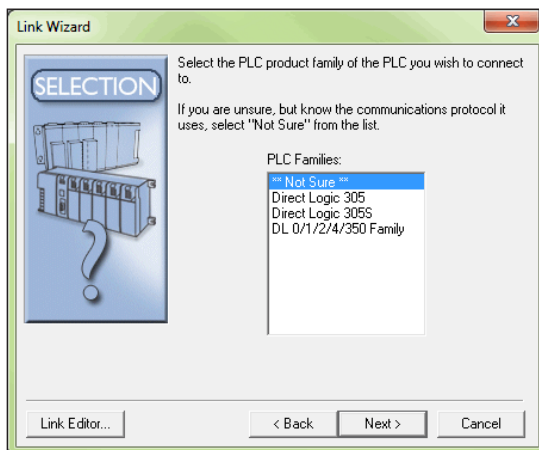 Link Wizard
SELECTION
Select the PLC product family of the PLC you wish to connect
to.
If you are unsure, but know the communications protocol it
uses, select "Not Sure" from the list.
PLC Families:
** Not Sure **
Direct Logic 305
Direct Logic 305S
DL 0/1/2/4/350 Family
Link Editor...
< Back
Next >
Cancel